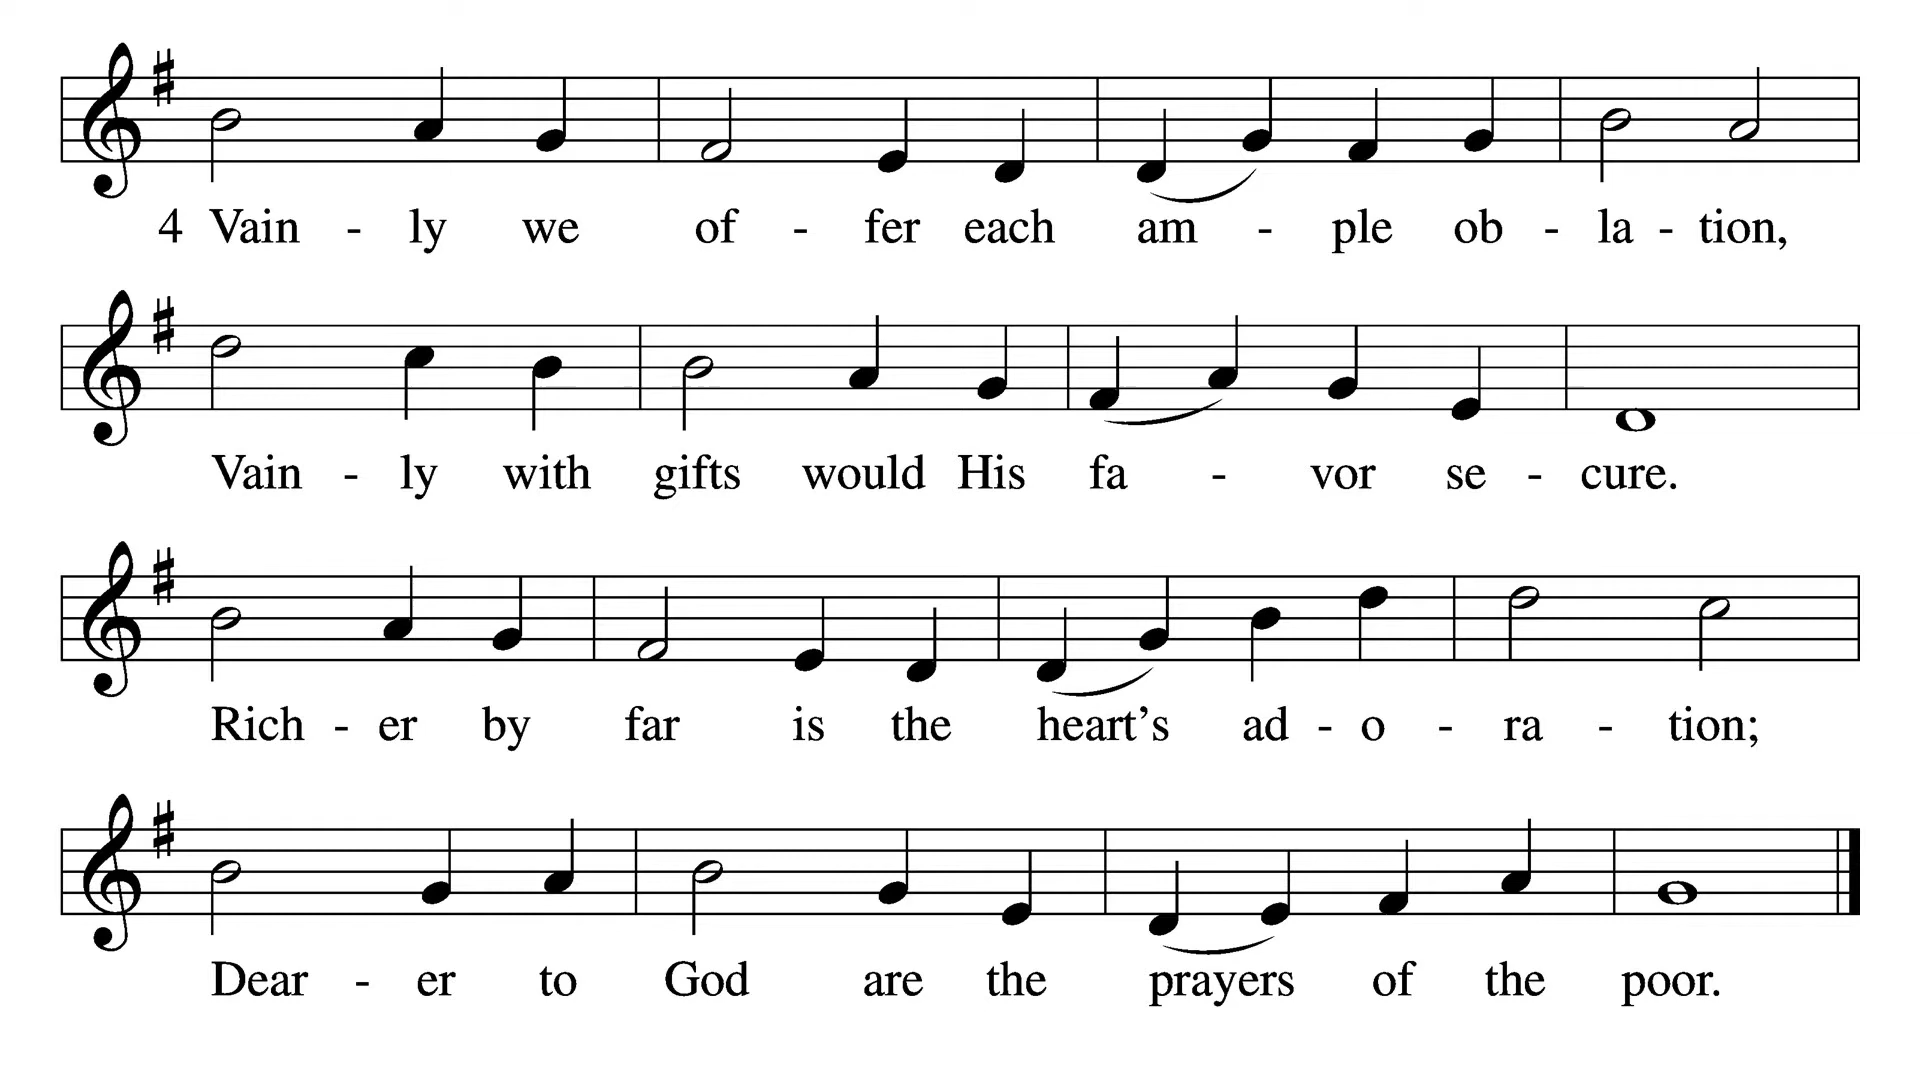 4 Vain - ly we of - fer each am - ple ob - la - tion,
Vain - ly with gifts would His fa - vor se - cure.
Rich - er by far is the heart’s ad - o - ra - tion;
Dear - er to God are the prayers of the poor.